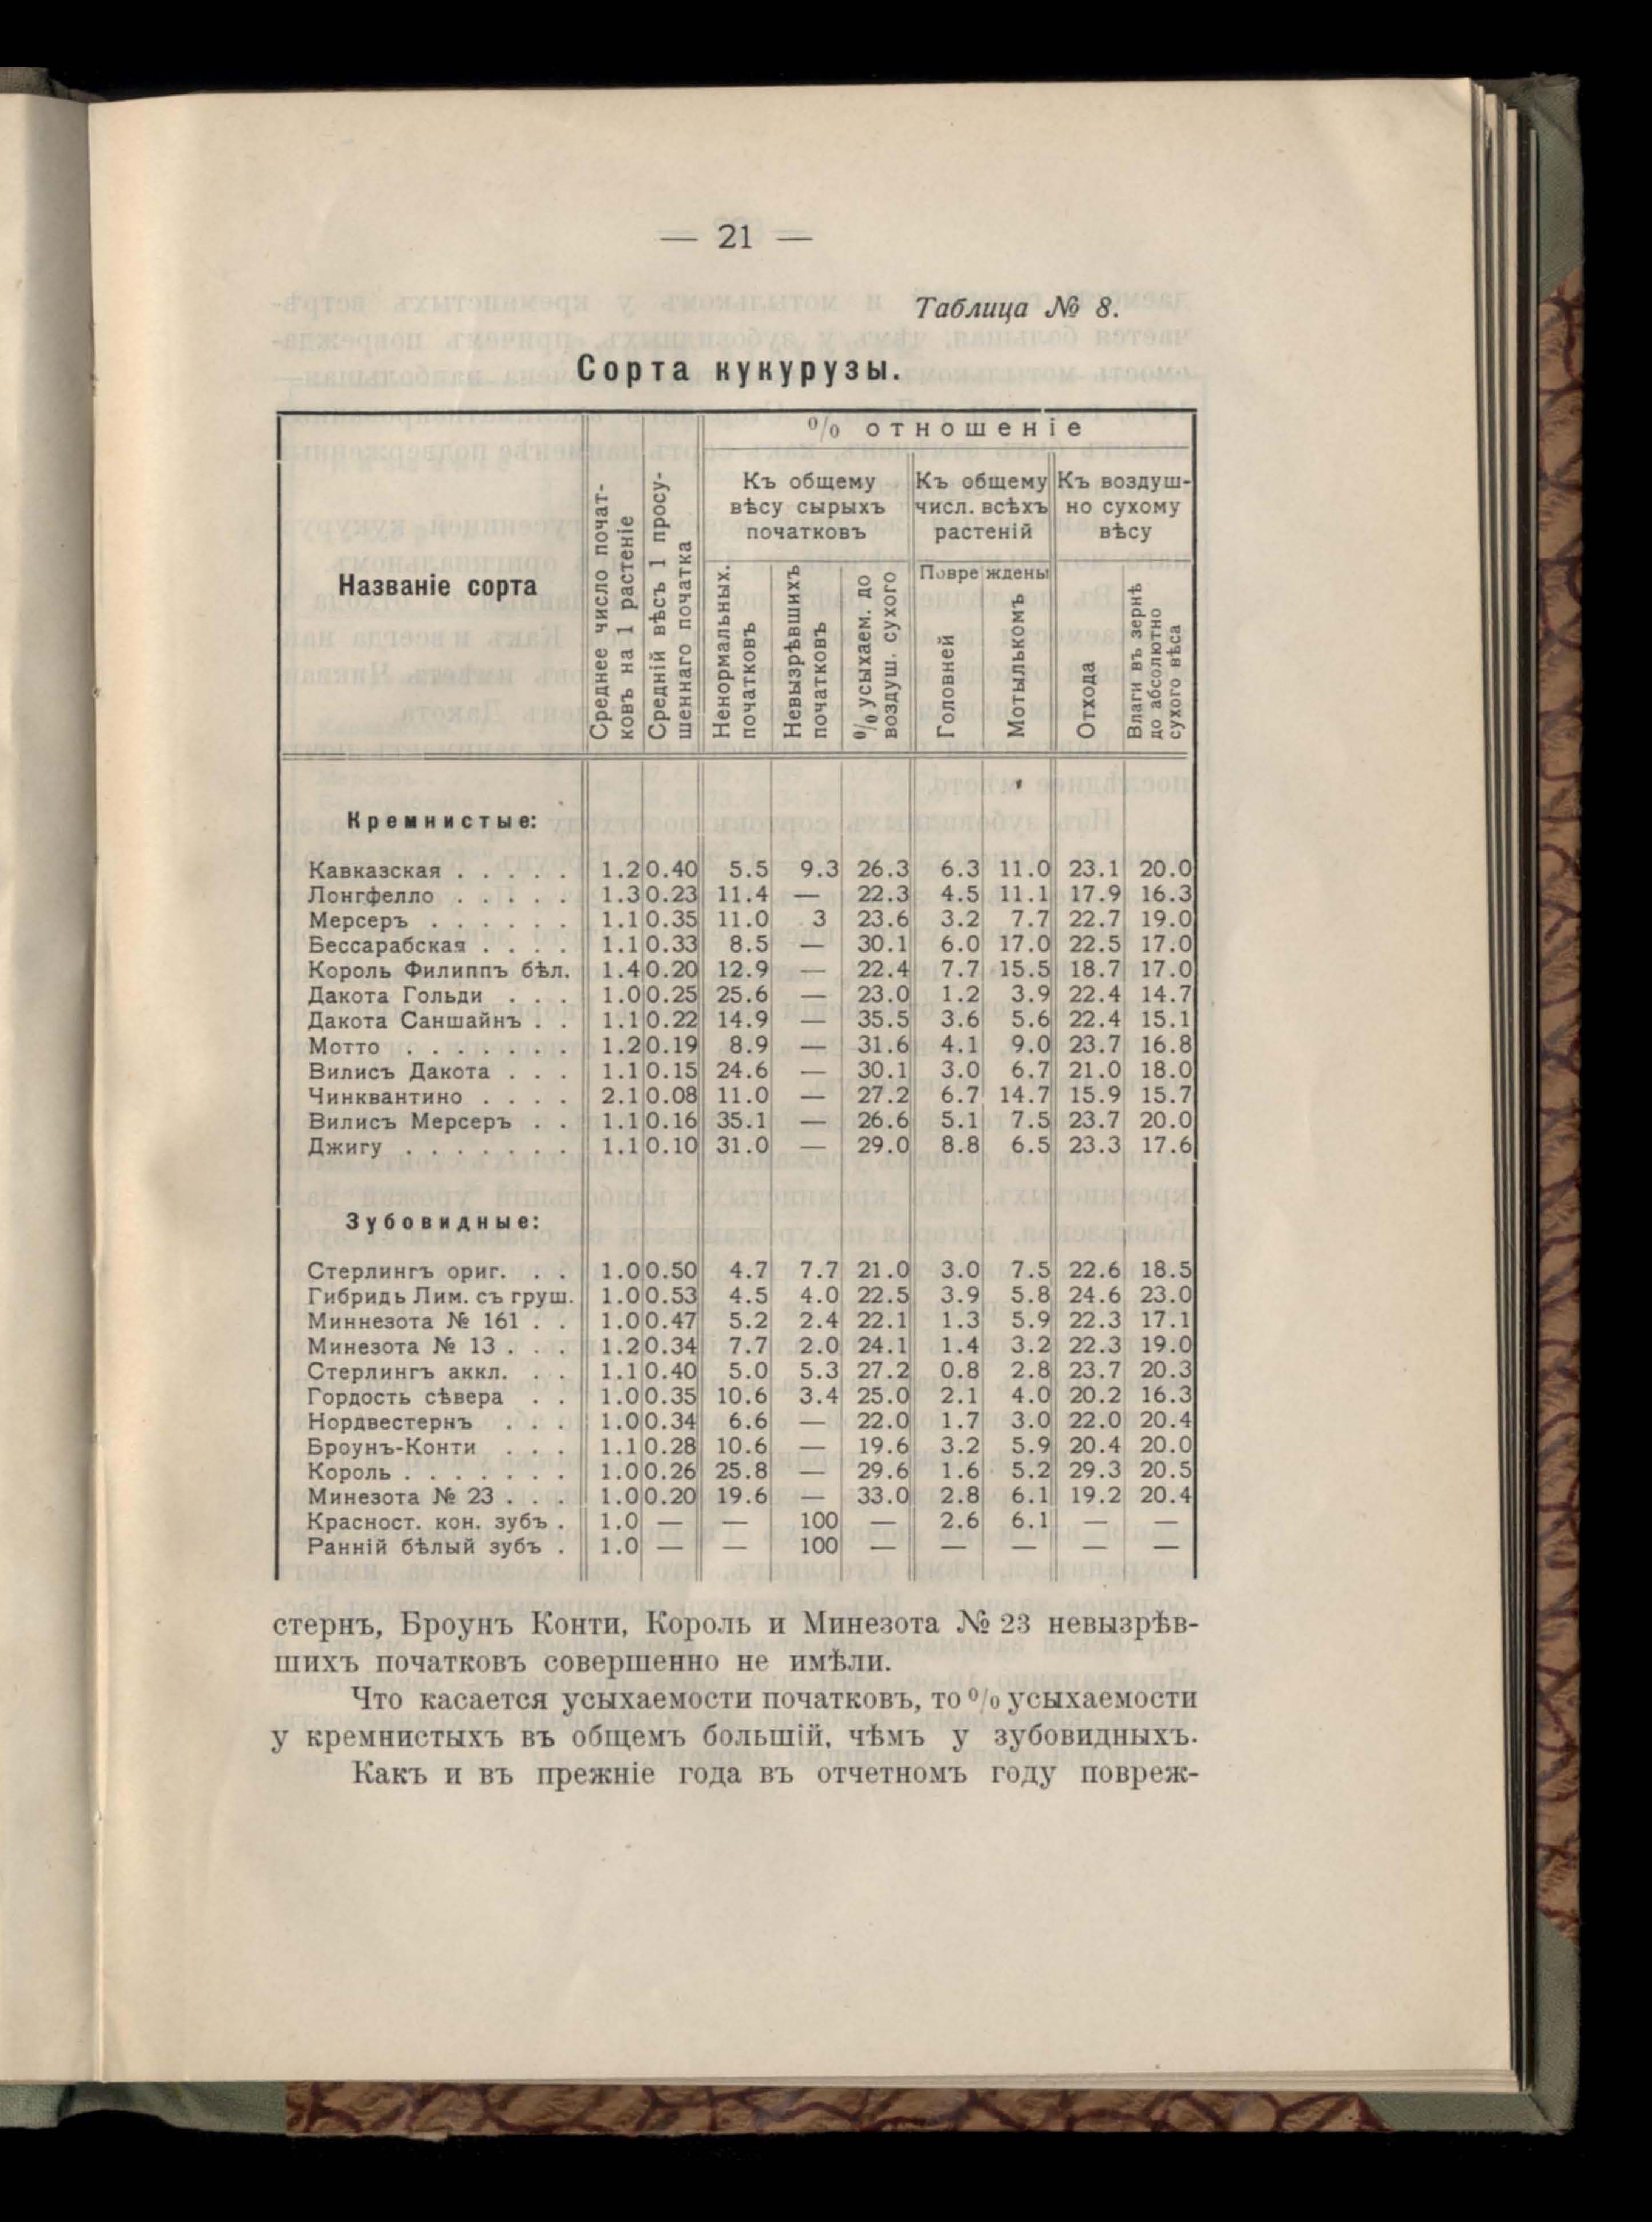 — 21 —
Таблица № 8.
Сорта кукурузы.
Названіе сорта
Среднее число почат-
ковъ на 1 растеніе
Средній вѣсъ 1 просу-
шеннаго початка
% отношеніе
Къ общему
вѣсу сырыхъ
початковъ
Къ общему
числ. всѣхъ
растеній
Къ воздуш-
но сухому
вѣсу
Ненормальных.
початковъ
Невызрѣвшихъ
початковъ
% усыхаем. до
воздуш. сухого
Повреждены
Головней
Мотылькомъ
Отхода
Влаги въ зернѣ
до абсолютно
сухого вѣса
Кремнистые:
Кавказская . . . . . 1.2 0.40 5.5 9.3 26.3 6.3 11.0 23.1 20.0
Лонгфелло . . . . . 1.3 0.23 11.4 — 22.3 4.5 11.1 17.9 16.3
Мерсеръ . . . . . . 1.1 0.35 11.0 3 23.6 3.2 7.7 22.7 19.0
Бессарабская . . . . 1.1 0.33 8.5 — 30.1 6.0 17.0 22.5 17.0
Король Филиппъ бѣл. 1.4 0.20 12.9 — 22.4 7.7 15.5 18.7 17.0
Дакота Гольди . . . 1.0 0.25 25.6 — 23.0 1.2 3.9 22.4 14.7
Дакота Саншайнъ . . 1.1 0.22 14.9 — 35.5 3.6 5.6 22.4 15.1
Мотто . . . . . . . 1.2 0.19 8.9 — 31.6 4.1 9.0 23.7 16.8
Вилисъ Дакота . . . 1.1 0.15 24.6 — 30.1 3.0 6.7 21.0 18.0
Чинквантино . . . . 2.1 0.08 11.0 — 27.2 6.7 14.7 15.9 15.7
Вилисъ Мерсеръ . . 1.1 0.16 35.1 — 26.6 5.1 7.5 23.7 20.0
Джигу . . . . . . . 1.1 0.10 31.0 — 29.0 8.8 6.5 23.3 17.6
Зубовидные:
Стерлингъ ориг. . . 1.0 0.50 4.7 7.7 21.0 3.0 7.5 22.6 18.5
Гибридь Лим. съ груш. 1.0 0.53 4.5 4.0 22.5 3.9 5.8 24.6 23.0
Миннезота № 161 . . 1.0 0.47 5.2 2.4 22.1 1.3 5.9 22.3 17.1
Минезота № 13 . . . 1.2 0.34 7.7 2.0 24.1 1.4 3.2 22.3 19.0
Стерлингъ аккл. . . 1.1 0.40 5.0 5.3 27.2 0.8 2.8 23.7 20.3
Гордость сѣвера . . 1.0 0.35 10.6 3.4 25.0 2.1 4.0 20.2 16.3
Нордвестернъ . . . 1.0 0.34 6.6 — 22.0 1.7 3.0 22.0 20.4
Броунъ-Конти . . . 1.1 0.28 10.6 — 19.6 3.2 5.9 20.4 20.0
Король . . . . . . . 1.0 0.26 25.8 — 29.6 1.6 5.2 29.3 20.5
Минезота № 23 . . . 1.0 0.20 19.6 — 33.0 2.8 6.1 19.2 20.4
Красност. кон. зубъ . 1.0 — — 100 — 2.6 6.1 — —
Ранній бѣлый зубъ . 1.0 — — 100 — — — — —
стернъ, Броунъ Конти, Король и Минезота № 23 невызрѣв-
шихъ початковъ совершенно не имѣли.
Что касается усыхаемости початковъ, то % усыхаемости
у кремнистыхъ въ общемъ большій, чѣмъ у зубовидныхъ.
Какъ и въ прежніе года въ отчетномъ году повреж-